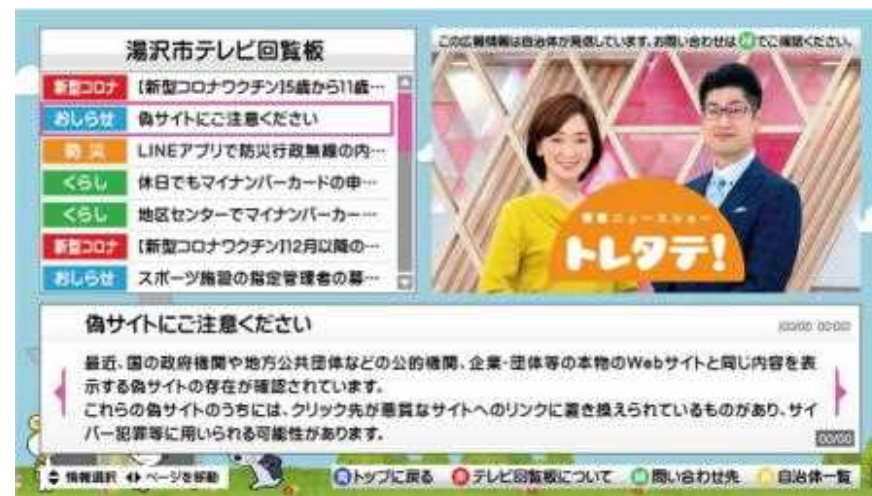 湯沢市テレビ回覧板
この広報情報は自治体が発信しています。お問い合わせは でご確認ください。
新型コロナ 【新型コロナワクチン】5歳から11歳…
おしらせ 偽サイトにご注意ください
防災 LINEアプリで防災行政無線の内…
くらし 休日でもマイナンバーカードの申…
くらし 地区センターでマイナンバーカー…
新型コロナ 【新型コロナワクチン】12月以降の…
おしらせ スポーツ施設の指定管理者の募…
情報ニュースショー
トレタテ!
偽サイトにご注意ください
最近、国の政府機関や地方公共団体などの公的機関、企業・団体等の本物のWebサイトと同じ内容を表
示する偽サイトの存在が確認されています。
これらの偽サイトのうちには、クリック先が悪質なサイトへのリンクに置き換えられているものがあり、サイ
バー犯罪等に用いられる可能性があります。
00/00
情報選択 ページを移動 トップに戻る テレビ回覧板について 問い合わせ先 自治体一覧